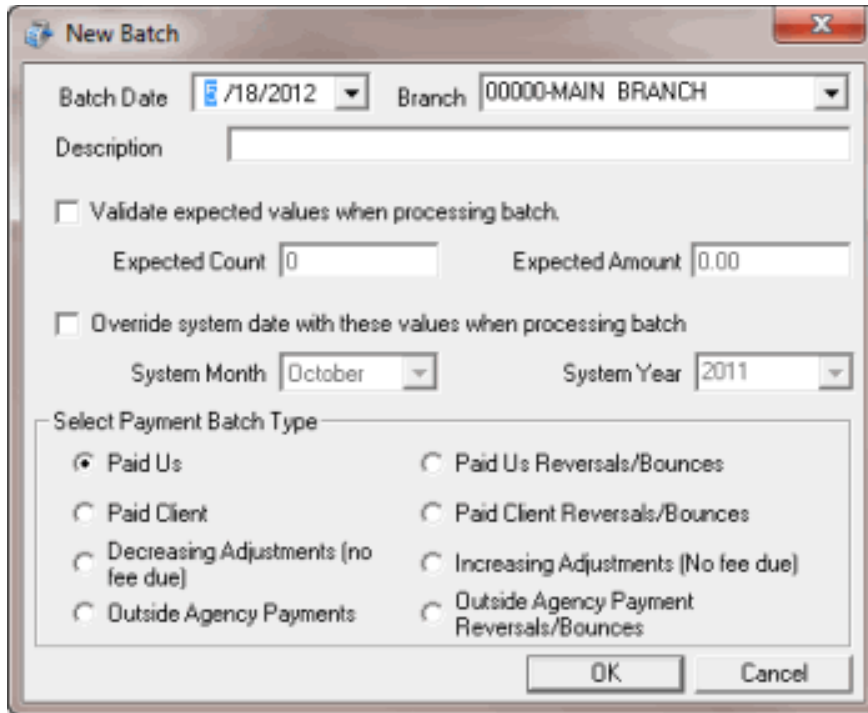 New Batch
Batch Date 5 /18/2012 Branch 00000-MAIN BRANCH
Description
Validate expected values when processing batch.
Expected Count 0 Expected Amount 0.00
Override system date with these values when processing batch
System Month October System Year 2011
Select Payment Batch Type
Paid Us Paid Us Reversals/Bounces
Paid Client Paid Client Reversals/Bounces
Decreasing Adjustments (no
fee due)
Increasing Adjustments (No fee due)
Outside Agency Payments
Outside Agency Payment
Reversals/Bounces
OK Cancel